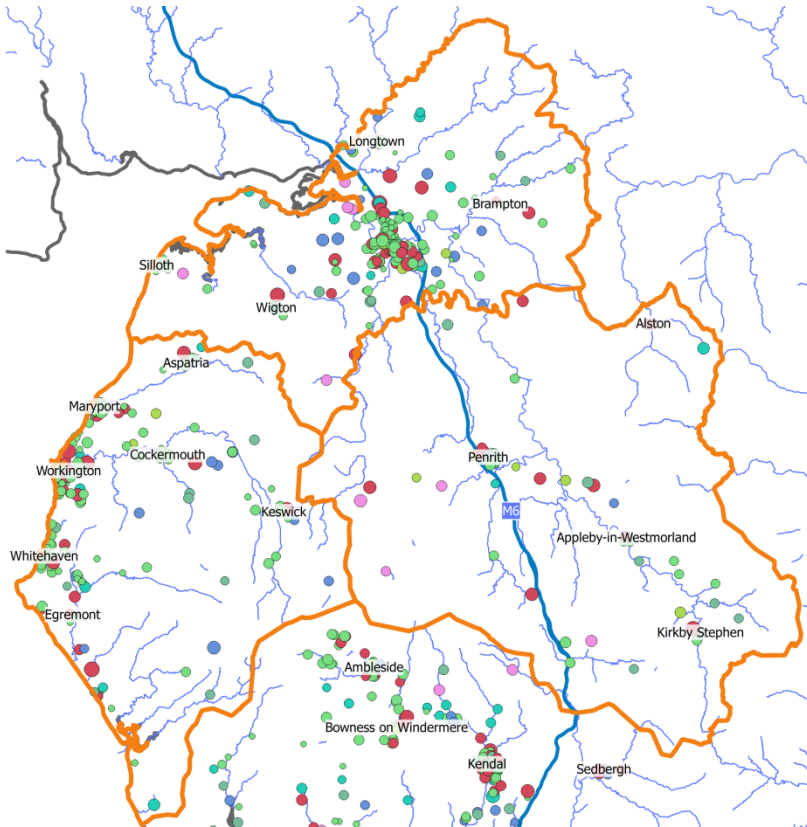 Longtown
Brampton
Silloth
Wigton
Alston
Aspatria
Maryport
Cockermouth
Penrith
Workington
Keswick
M6
Appleby-in-Westmorland
Whitehaven
Egremont
Kirkby Stephen
Ambleside
Bowness on Windermere
Kendal
Sedbergh